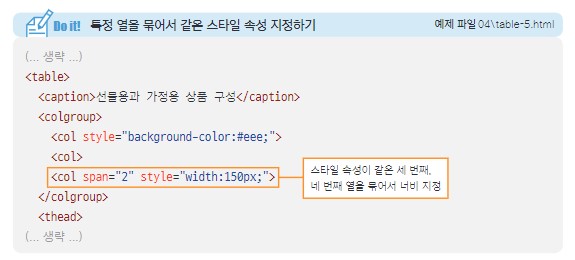 Do it! 특정 열을 묶어서 같은 스타일 속성 지정하기 예제 파일 04\table-5.html
(... 생략 ...)
<table>
<caption>선물용과 가정용 상품 구성</caption>
<colgroup>
<col style="background-color:#eee;">
<col>
<col span="2" style="width:150px;">
스타일 속성이 같은 세 번째,
네 번째 열을 묶어서 너비 지정
</colgroup>
<thead>
(... 생략 ...)